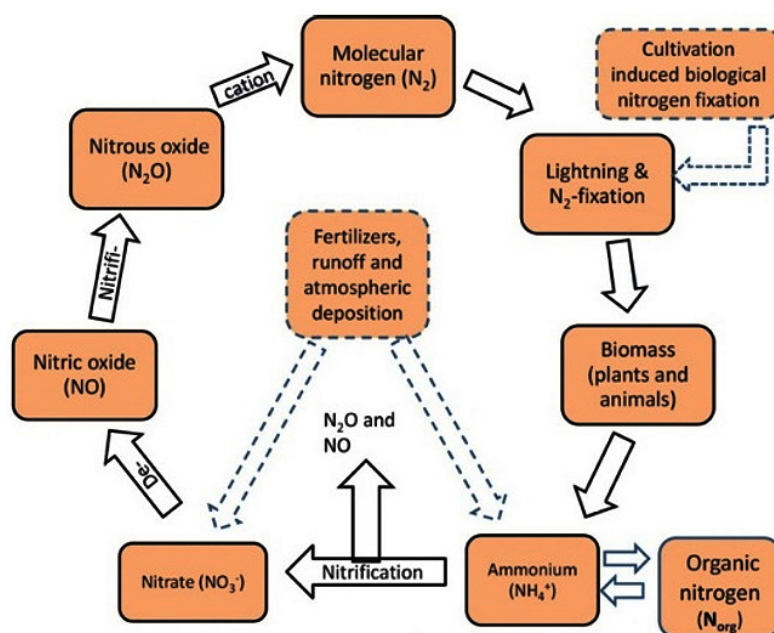 Molecular
nitrogen (N₂)
Cultivation
induced biological
nitrogen fixation
cation
Nitrous oxide
(N₂O)
Lightning &
N₂-fixation
Fertilizers,
runoff and
atmospheric
deposition
Nitrifi-
Nitric oxide
(NO)
Biomass
(plants and
animals)
N₂O and
NO
De-
Nitrate (NO₃⁻)
Nitrification
Ammonium
(NH₄⁺)
Organic
nitrogen
(N_org)